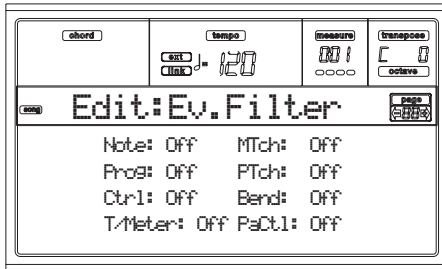 chord tempo measure transpose
ext link ♩= 120 001 C 0
octave
song Edit:Ev.Filter page
Note: Off MTch: Off
Prog: Off PTch: Off
Ctrl: Off Bend: Off
T/Meter: Off PaCtl: Off